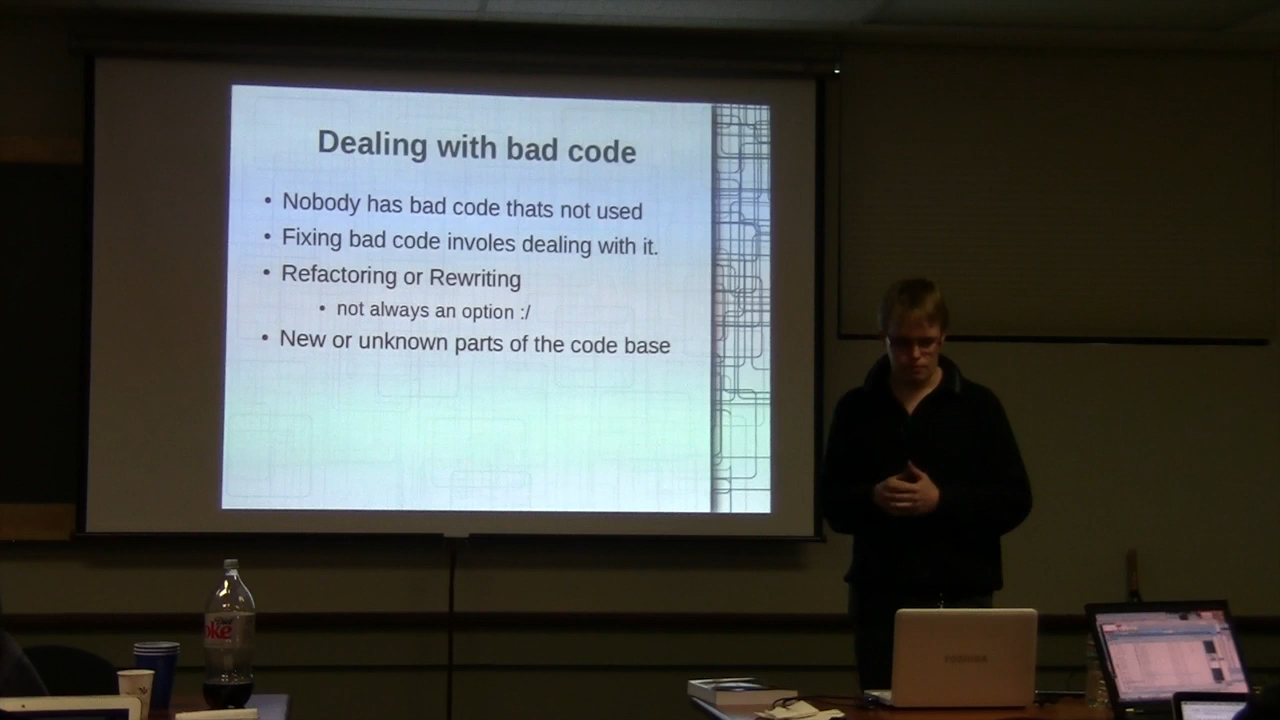 Dealing with bad code
• Nobody has bad code thats not used
• Fixing bad code involes dealing with it.
• Refactoring or Rewriting
• not always an option :/
• New or unknown parts of the code base
Diet
oke
TOSHIBA